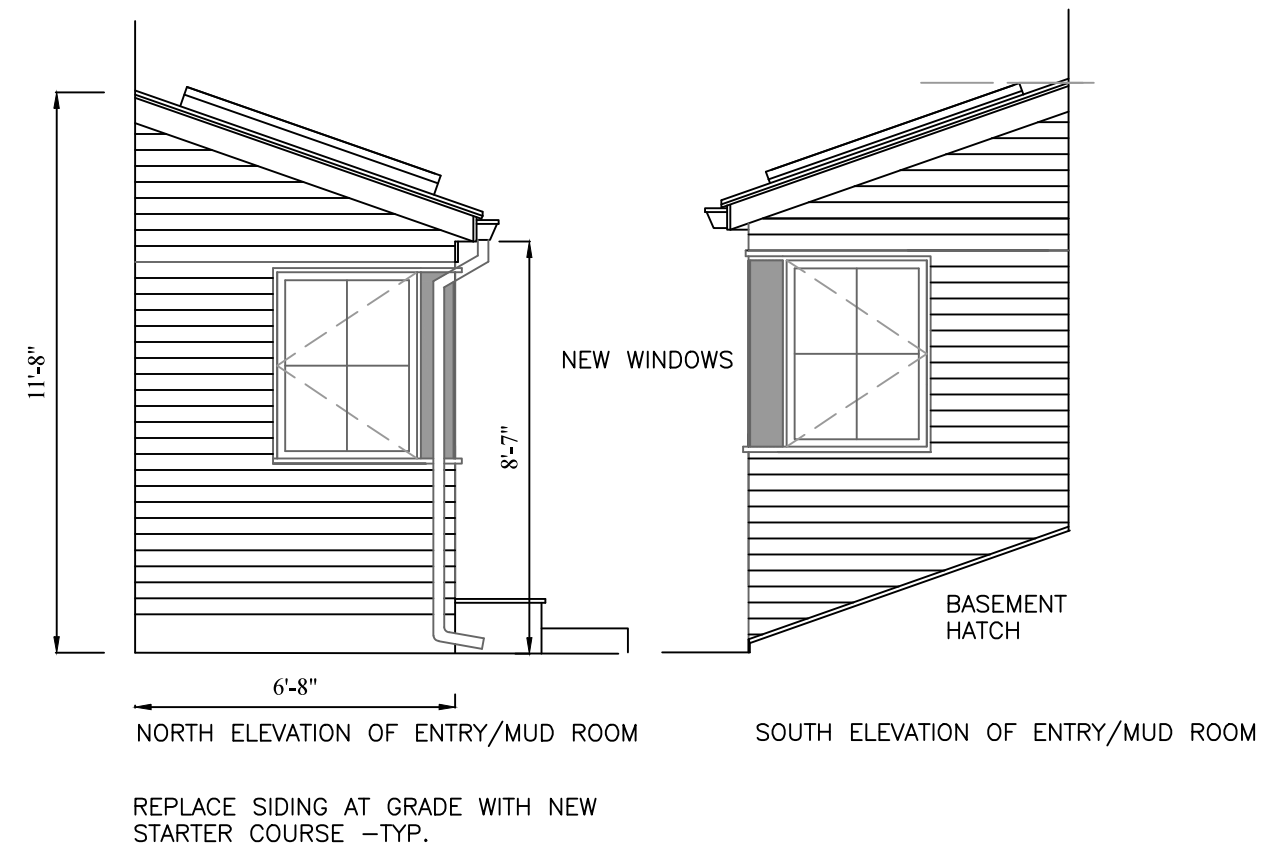 11'-8"
NEW WINDOWS
8'-7"
BASEMENT
HATCH
6'-8"
NORTH ELEVATION OF ENTRY/MUD ROOM
SOUTH ELEVATION OF ENTRY/MUD ROOM
REPLACE SIDING AT GRADE WITH NEW
STARTER COURSE -TYP.